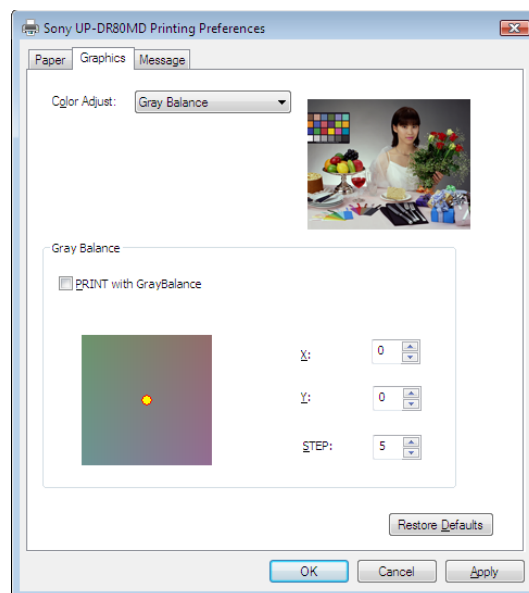 Sony UP-DR80MD Printing Preferences
Paper Graphics Message
Color Adjust: Gray Balance
Gray Balance
PRINT with GrayBalance
X: 0
Y: 0
STEP: 5
Restore Defaults
OK Cancel Apply